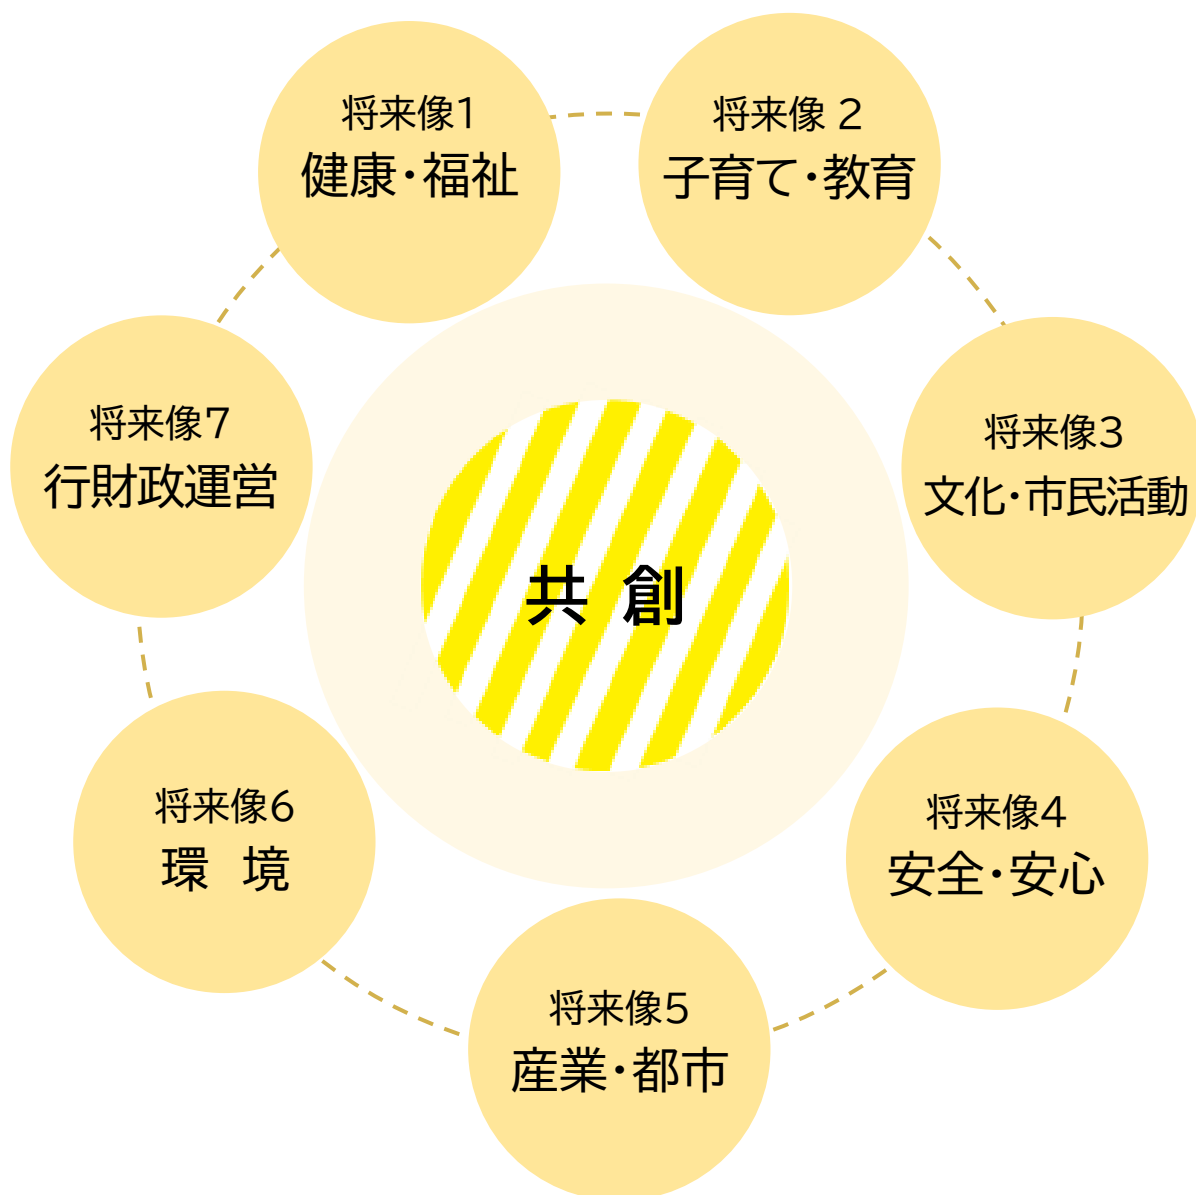 将来像1
健康・福祉
将来像 2
子育て・教育
将来像3
文化・市民活動
将来像4
安全・安心
将来像5
産業・都市
将来像6
環 境
将来像7
行財政運営
共 創